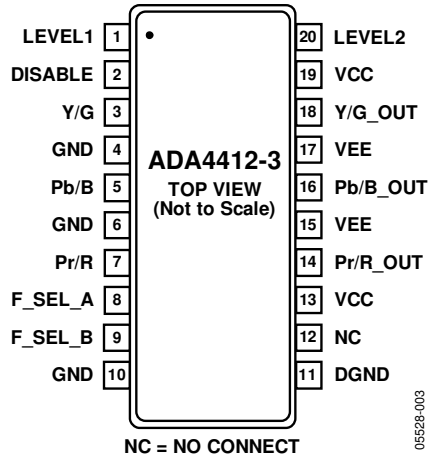 LEVEL1 1 20 LEVEL2
DISABLE 2 19 VCC
Y/G 3 18 Y/G_OUT
GND 4 17 VEE
ADA4412-3
Pb/B 5 TOP VIEW 16 Pb/B_OUT
(Not to Scale)
GND 6 15 VEE
Pr/R 7 14 Pr/R_OUT
F_SEL_A 8 13 VCC
F_SEL_B 9 12 NC
GND 10 11 DGND
NC = NO CONNECT
05528-003